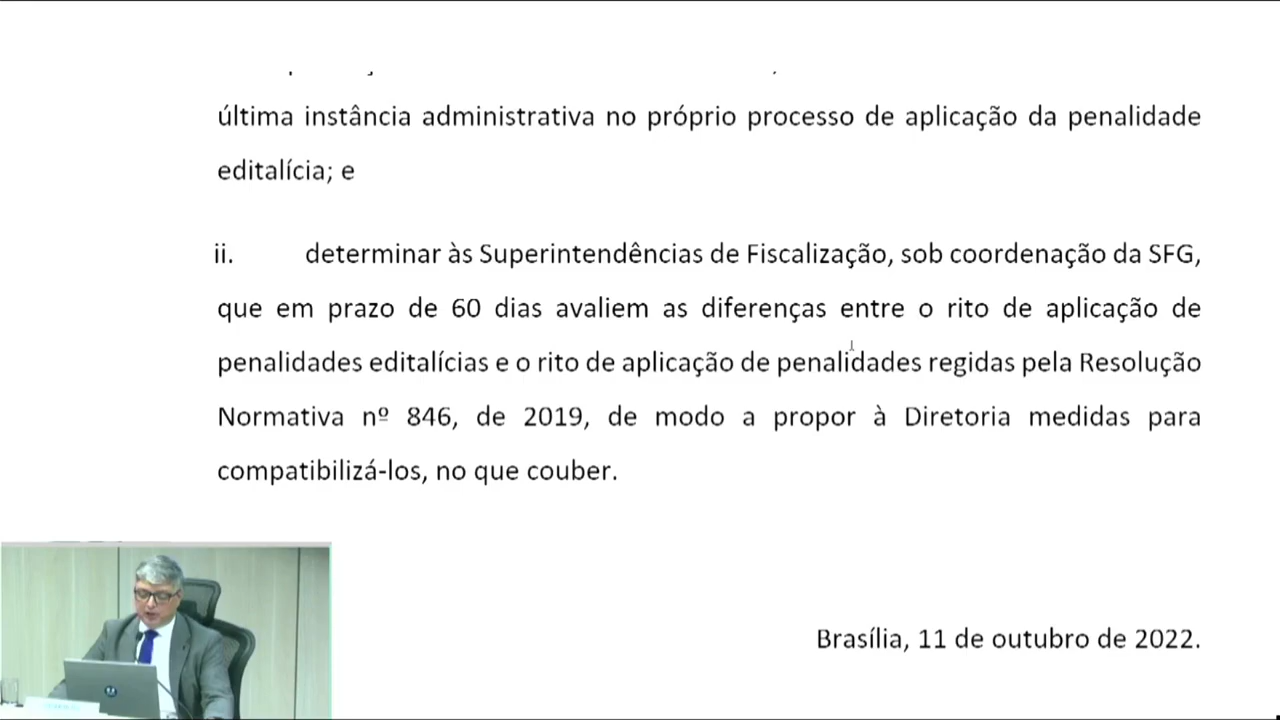 última instância administrativa no próprio processo de aplicação da penalidade
editalícia; e
ii. determinar às Superintendências de Fiscalização, sob coordenação da SFG,
que em prazo de 60 dias avaliem as diferenças entre o rito de aplicação de
penalidades editalícias e o rito de aplicação de penalidades regidas pela Resolução
Normativa nº 846, de 2019, de modo a propor à Diretoria medidas para
compatibilizá-los, no que couber.
Brasília, 11 de outubro de 2022.